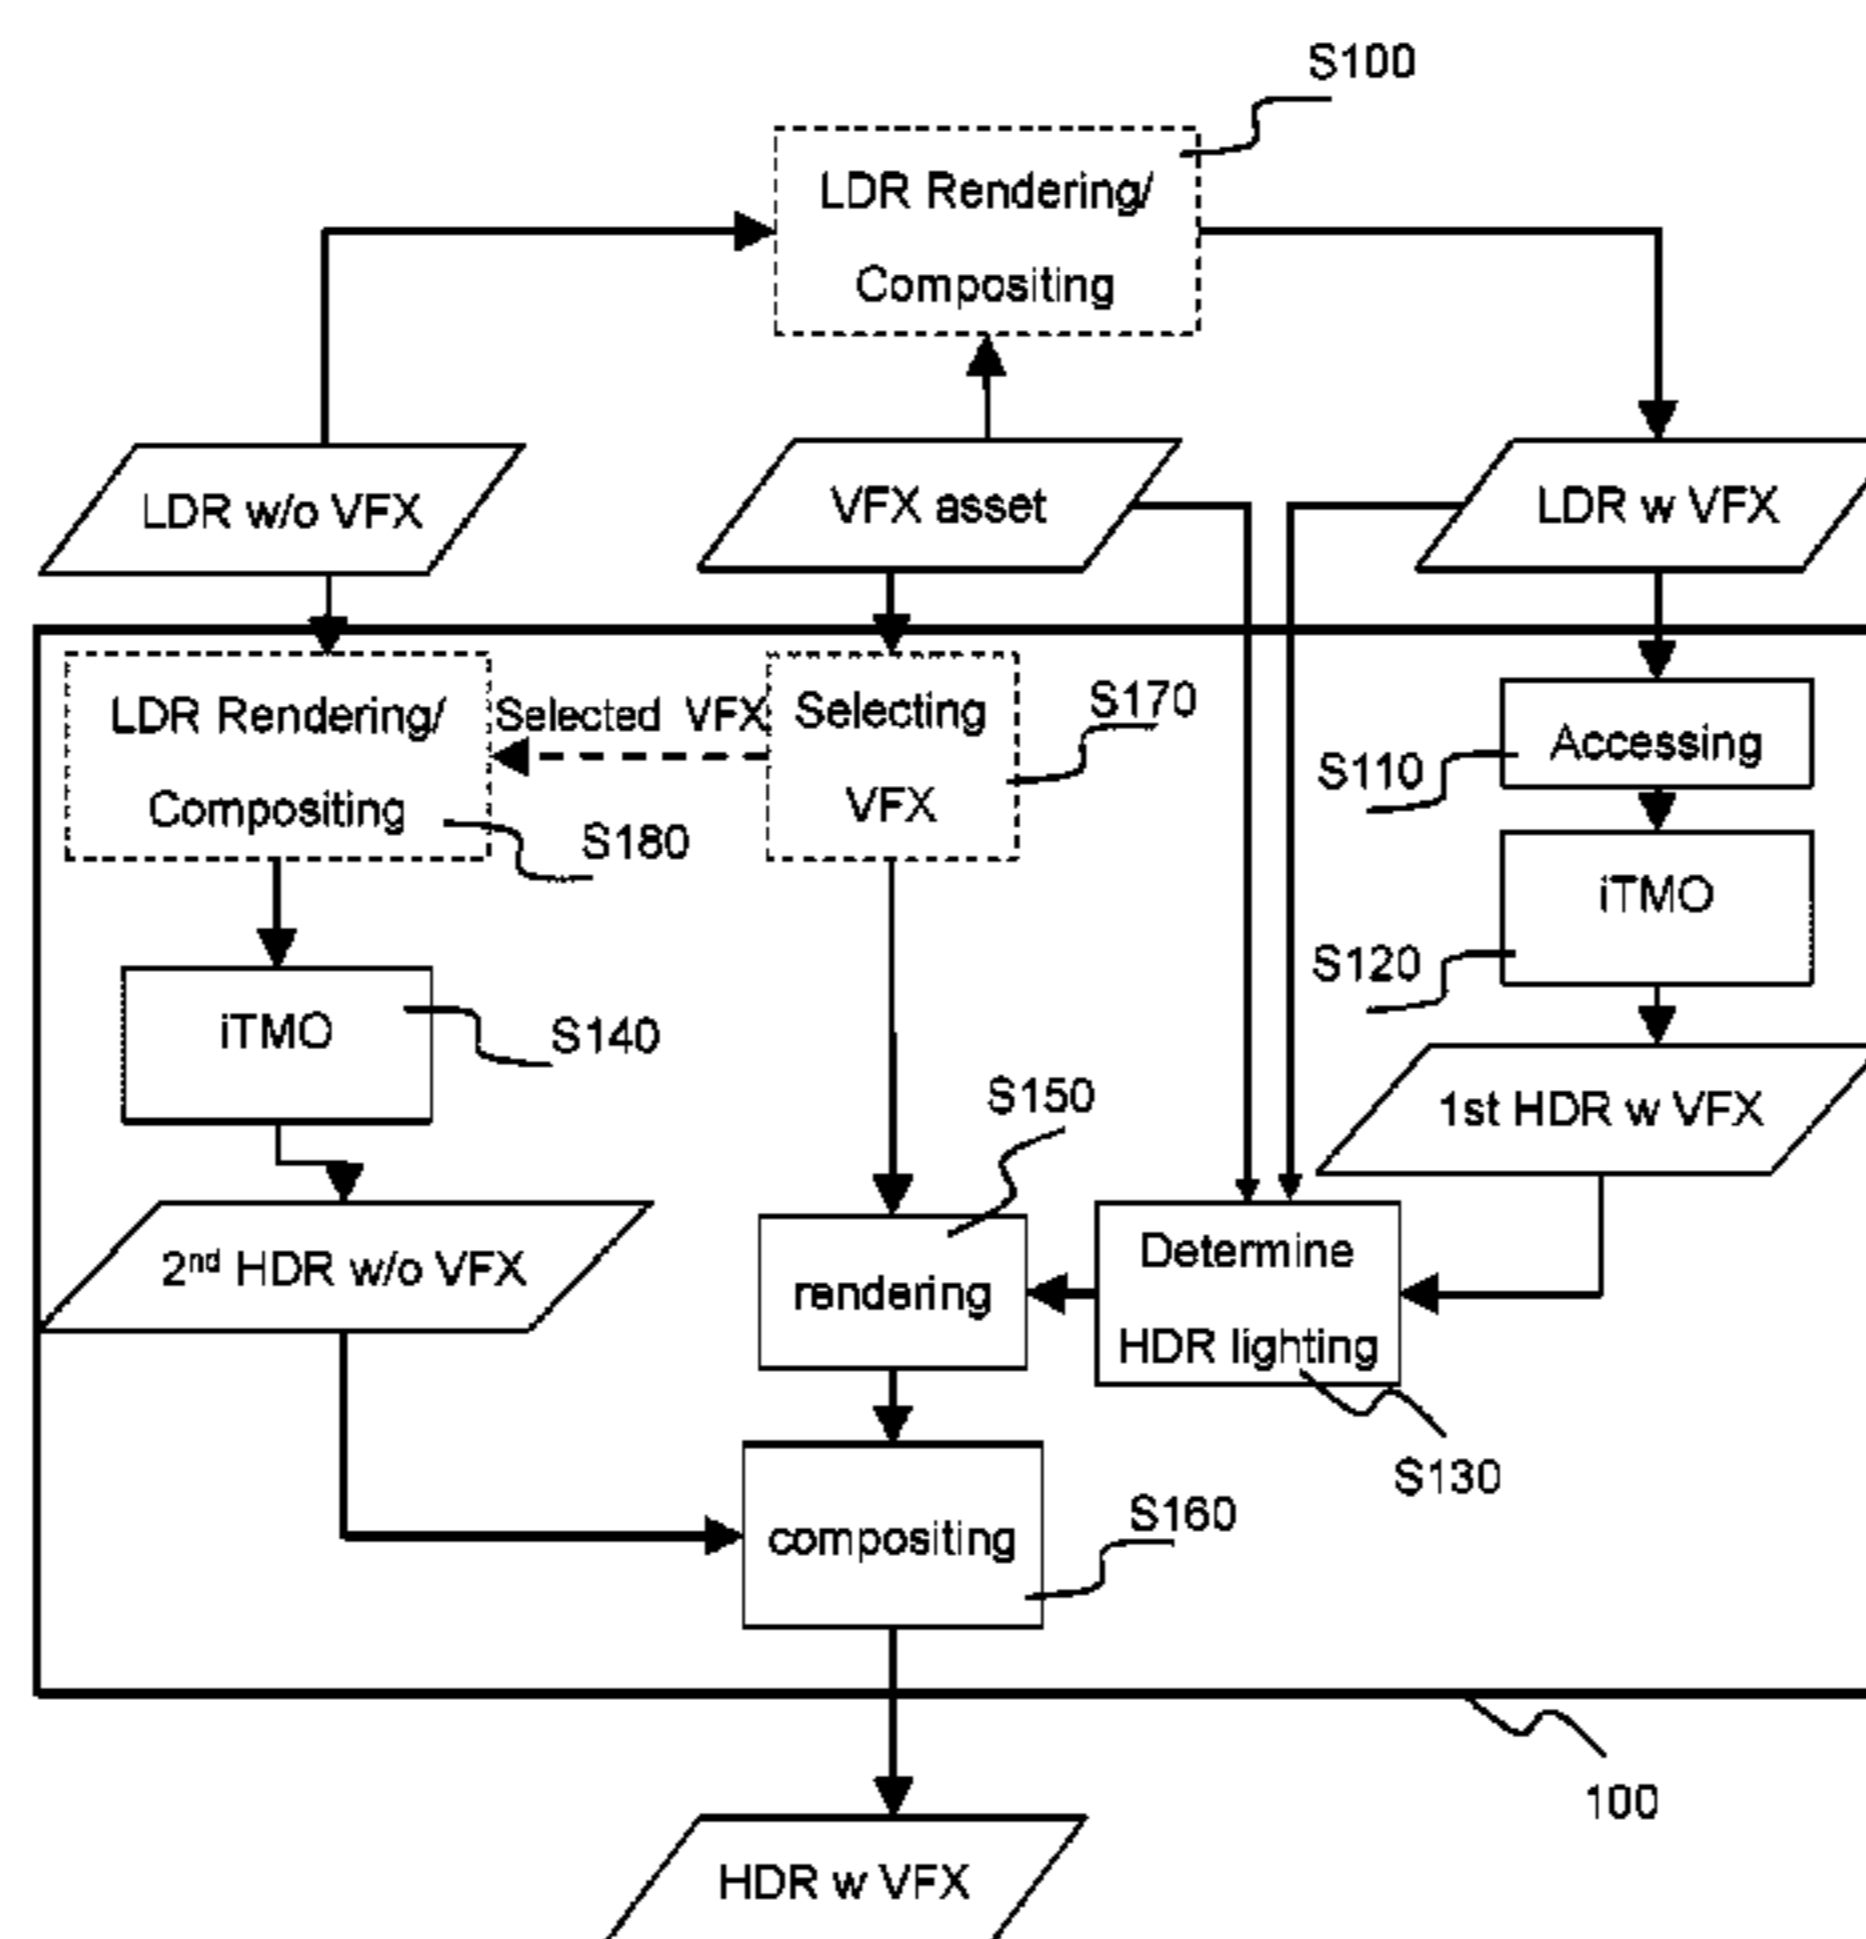 S100
LDR Rendering/
Compositing
LDR w/o VFX
VFX asset
LDR w VFX
LDR Rendering/
Compositing
S180
Selected VFX
Selecting
VFX
S170
Accessing
S110
iTMO
S120
iTMO
S140
1st HDR w VFX
S150
2nd HDR w/o VFX
rendering
Determine
HDR lighting
S130
compositing
S160
100
HDR w VFX